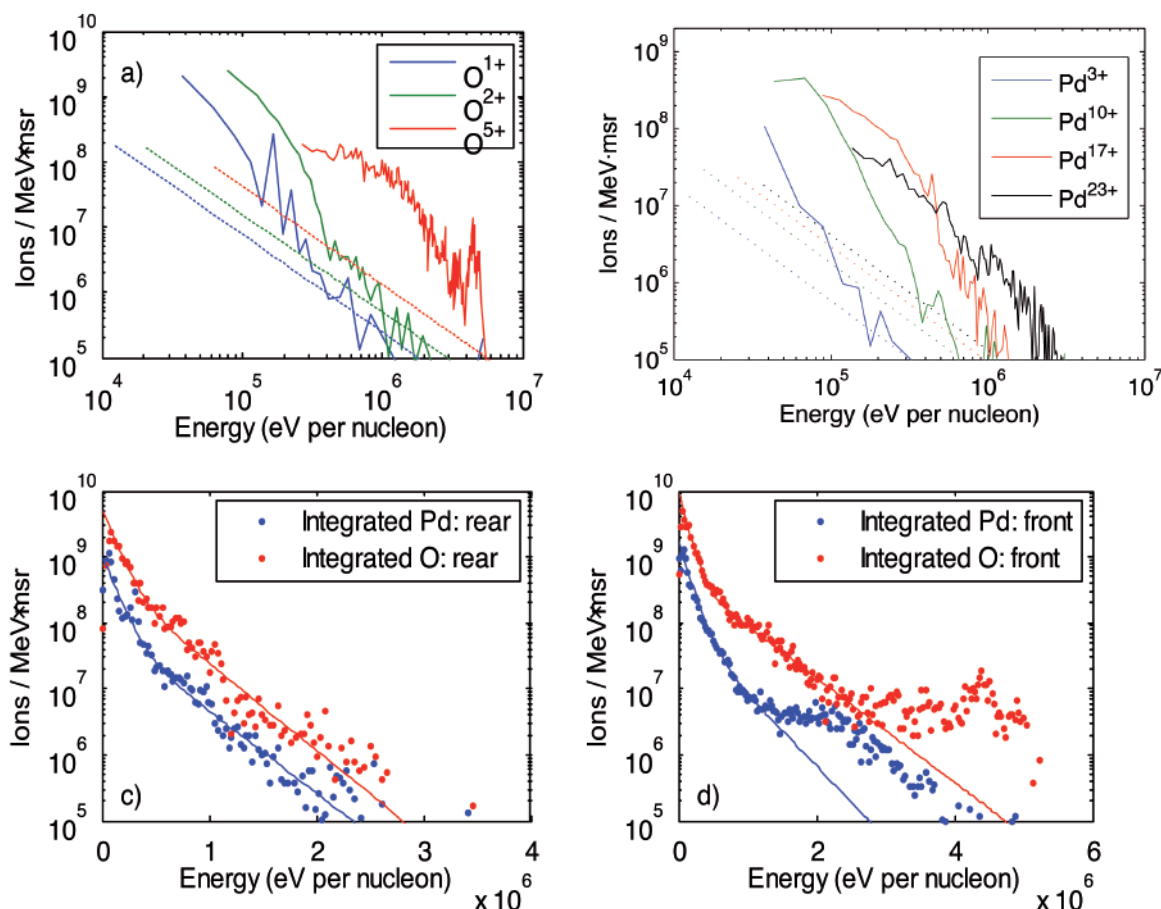 a)
O1+
O2+
O5+
10^10
10^9
10^8
10^7
10^6
10^5
Ions / MeV*msr
10^4
10^5
10^6
10^7
Energy (eV per nucleon)
Pd3+
Pd10+
Pd17+
Pd23+
10^9
10^8
10^7
10^6
10^5
Ions / MeV·msr
10^4
10^5
10^6
10^7
Energy (eV per nucleon)
Integrated Pd: rear
Integrated O: rear
10^10
10^9
10^8
10^7
10^6
10^5
Ions / MeV*msr
c)
0
1
2
3
4
Energy (eV per nucleon)
x 10^6
Integrated Pd: front
Integrated O: front
10^10
10^9
10^8
10^7
10^6
10^5
Ions / MeV*msr
d)
0
2
4
6
Energy (eV per nucleon)
x 10^6